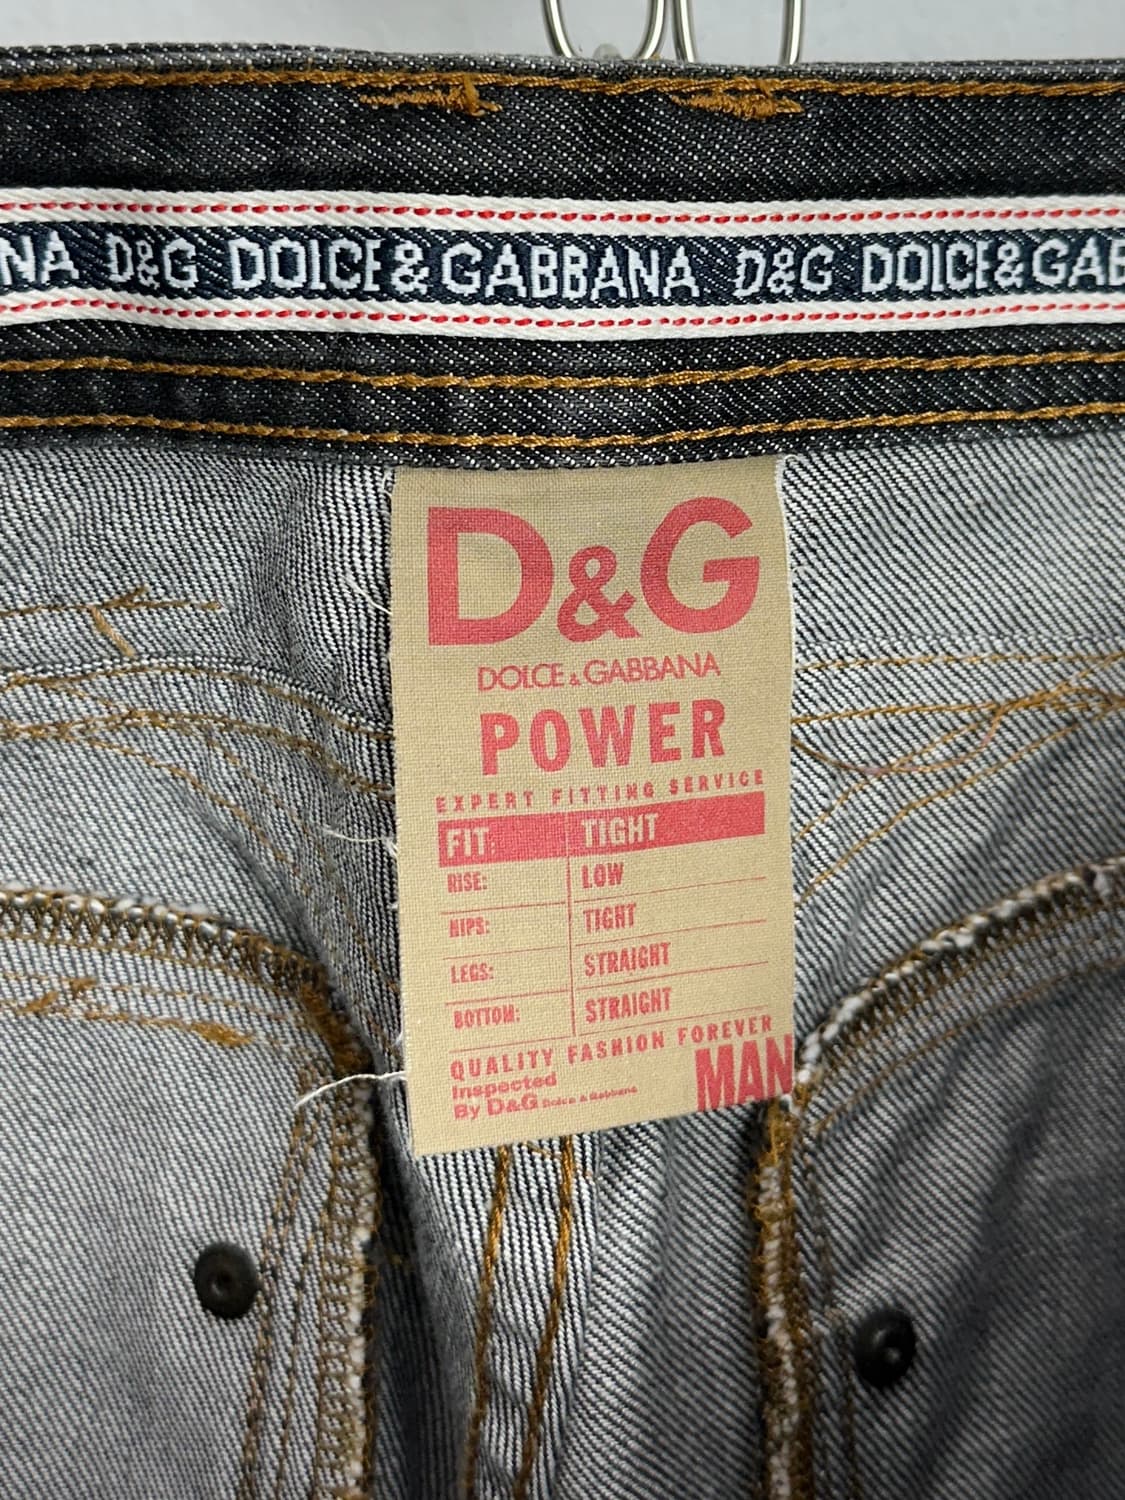 NA D&G DOLCE&GABBANA D&G DOLCE&GAB
D&G
DOLCE & GABBANA
POWER
EXPERT FITTING SERVICE
FIT: TIGHT
RISE: LOW
HIPS: TIGHT
LEGS: STRAIGHT
BOTTOM: STRAIGHT
QUALITY FASHION FOREVER
Inspected
By D&G Dolce & Gabbana
MAN